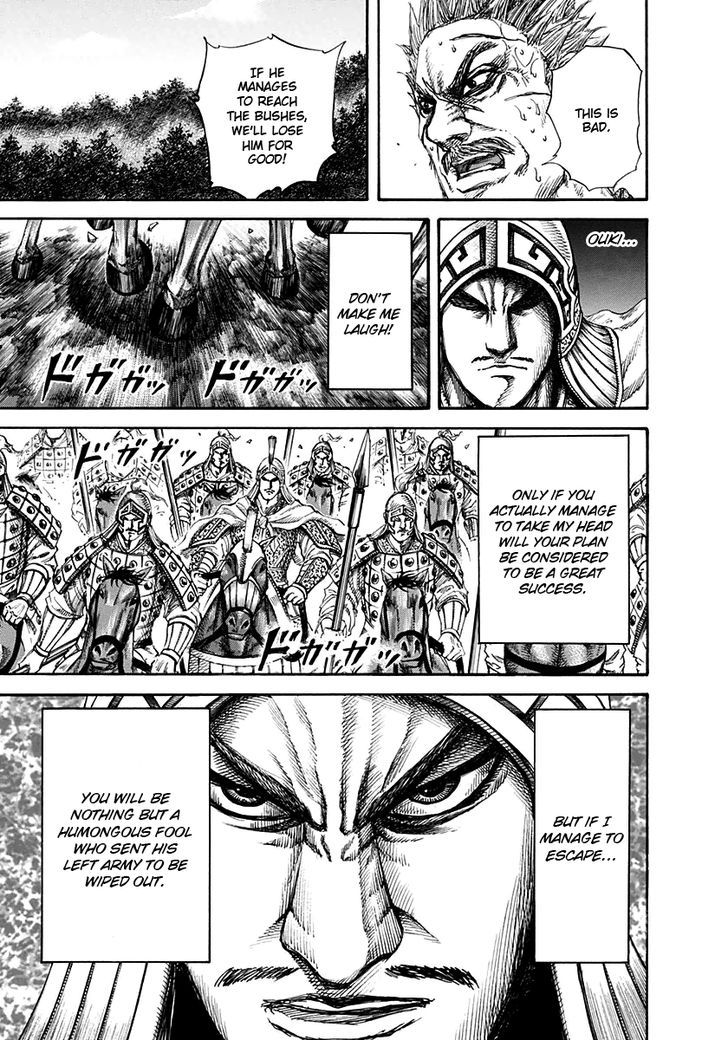 THIS IS
BAD.
IF HE
MANAGES
TO REACH
THE BUSHES,
WE'LL LOSE
HIM FOR
GOOD!
OUKI...
DON'T
MAKE ME
LAUGH!
ドガガッ
ドガガッ
ONLY IF YOU
ACTUALLY MANAGE
TO TAKE MY HEAD
WILL YOUR PLAN
BE CONSIDERED
TO BE A GREAT
SUCCESS.
ドガガッ
ドガガッ
BUT IF I
MANAGE TO
ESCAPE...
YOU WILL BE
NOTHING BUT A
HUMONGOUS FOOL
WHO SENT HIS
LEFT ARMY TO BE
WIPED OUT.